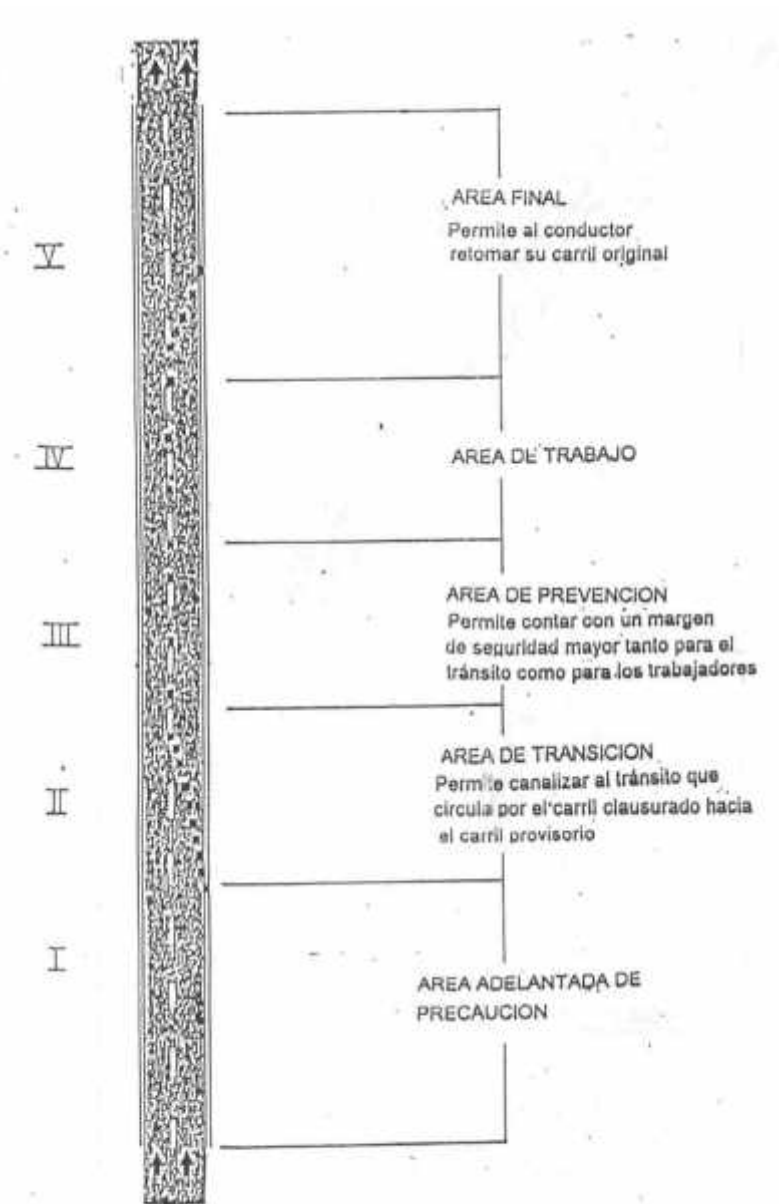 V
AREA FINAL
Permite al conductor
retomar su carril original
IV
AREA DE TRABAJO
III
AREA DE PREVENCION
Permite contar con un margen
de seguridad mayor tanto para el
tránsito como para los trabajadores
II
AREA DE TRANSICION
Permite canalizar al tránsito que
circula por el carril clausurado hacia
el carril provisorio
I
AREA ADELANTADA DE
PRECAUCION